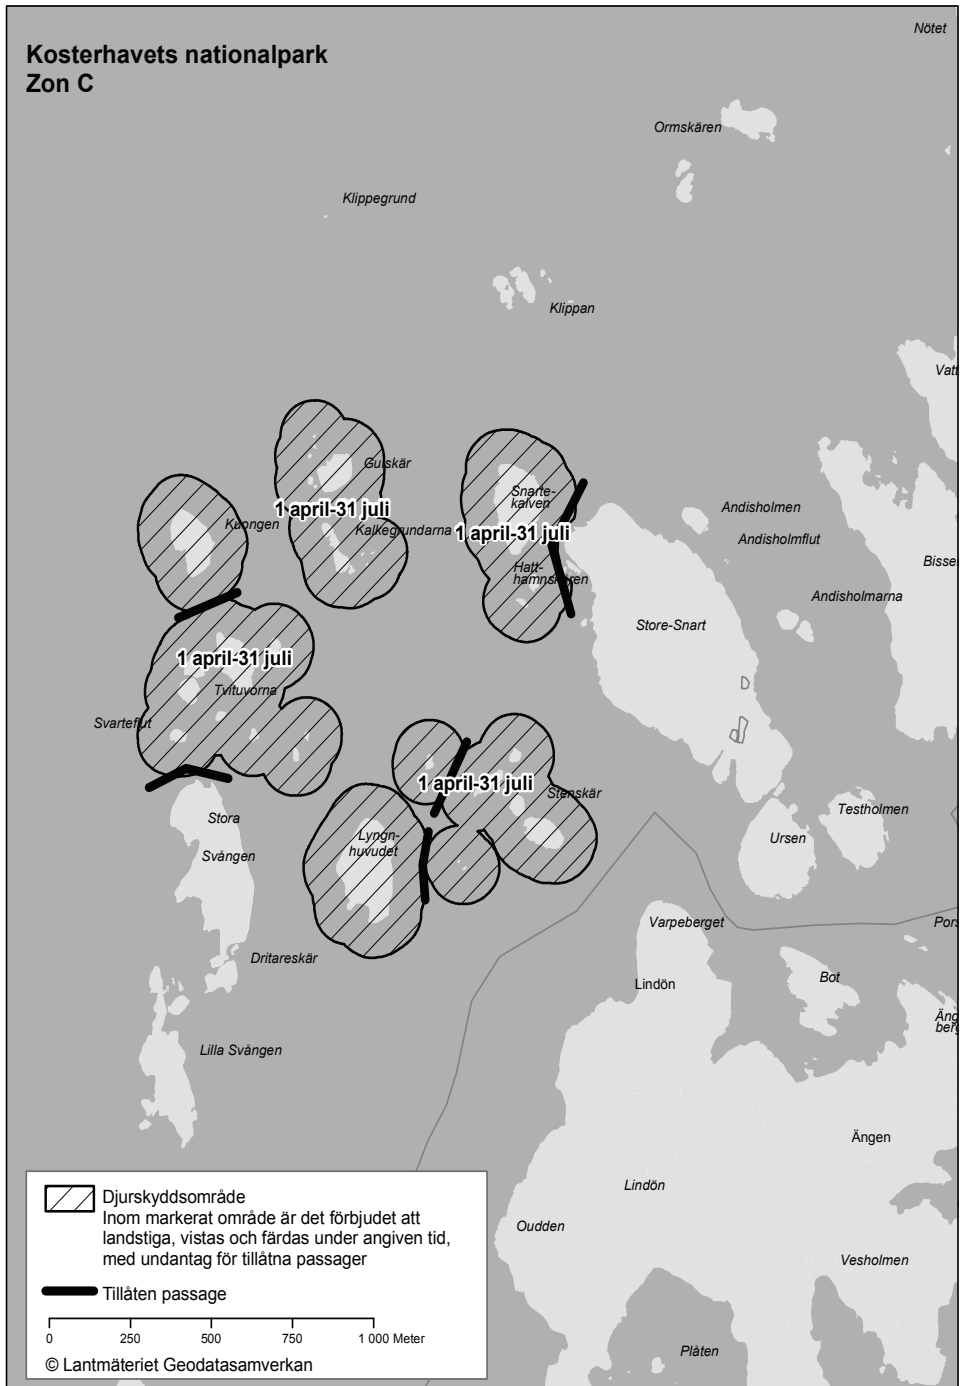 Kosterhavets nationalpark
Zon C
Nötet
Ormskären
Klippegrund
Klippan
Vatt
Gulskär
1 april-31 juli
Kalkegrundarna
Kuongen
Snarte-
kalven
1 april-31 juli
Hatt-
hamnskären
Andisholmen
Andisholmflut
Bisse
Andisholmarna
Store-Snart
1 april-31 juli
Tvituvorna
Svarteflut
1 april-31 juli
Stenskär
Testholmen
Ursen
Stora
Svången
Lyngn-
huvudet
Varpeberget
Pors
Dritareskär
Lindön
Bot
Äng
berg
Lilla Svången
Ängen
Lindön
Oudden
Vesholmen
Plåten
Djurskyddsområde
Inom markerat område är det förbjudet att
landstiga, vistas och färdas under angiven tid,
med undantag för tillåtna passager
Tillåten passage
0 250 500 750 1 000 Meter
© Lantmäteriet Geodatasamverkan